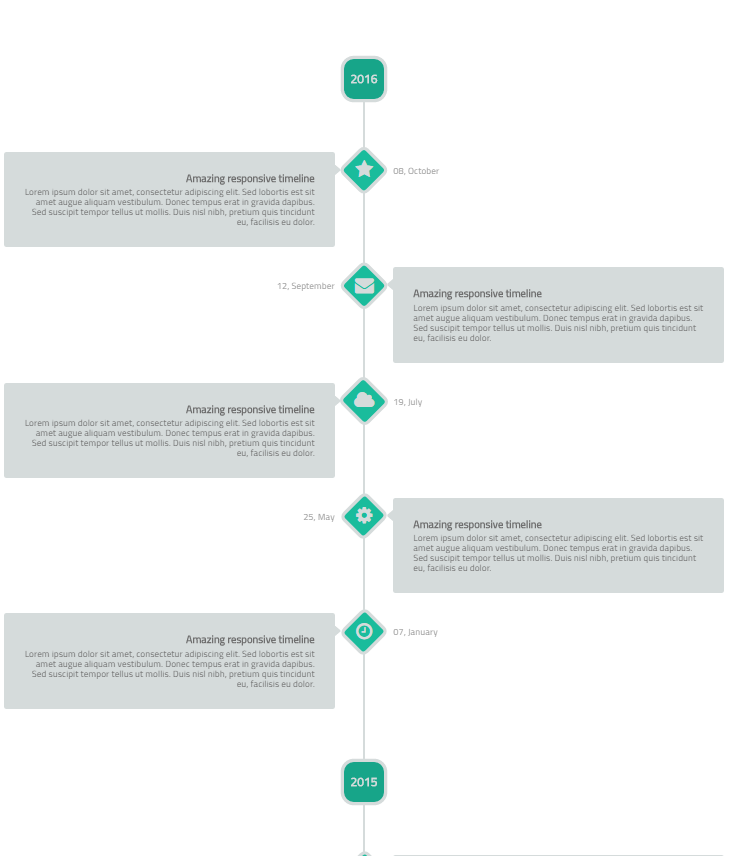 2016
Amazing responsive timeline
Lorem ipsum dolor sit amet, consectetur adipiscing elit. Sed lobortis est sit
amet augue aliquam vestibulum. Donec tempus erat in gravida dapibus.
Sed suscipit tempor tellus ut mollis. Duis nisl nibh, pretium quis tincidunt
eu, facilisis eu dolor.
08, October
12, September
Amazing responsive timeline
Lorem ipsum dolor sit amet, consectetur adipiscing elit. Sed lobortis est sit
amet augue aliquam vestibulum. Donec tempus erat in gravida dapibus.
Sed suscipit tempor tellus ut mollis. Duis nisl nibh, pretium quis tincidunt
eu, facilisis eu dolor.
Amazing responsive timeline
Lorem ipsum dolor sit amet, consectetur adipiscing elit. Sed lobortis est sit
amet augue aliquam vestibulum. Donec tempus erat in gravida dapibus.
Sed suscipit tempor tellus ut mollis. Duis nisl nibh, pretium quis tincidunt
eu, facilisis eu dolor.
19, July
25, May
Amazing responsive timeline
Lorem ipsum dolor sit amet, consectetur adipiscing elit. Sed lobortis est sit
amet augue aliquam vestibulum. Donec tempus erat in gravida dapibus.
Sed suscipit tempor tellus ut mollis. Duis nisl nibh, pretium quis tincidunt
eu, facilisis eu dolor.
Amazing responsive timeline
Lorem ipsum dolor sit amet, consectetur adipiscing elit. Sed lobortis est sit
amet augue aliquam vestibulum. Donec tempus erat in gravida dapibus.
Sed suscipit tempor tellus ut mollis. Duis nisl nibh, pretium quis tincidunt
eu, facilisis eu dolor.
07, January
2015